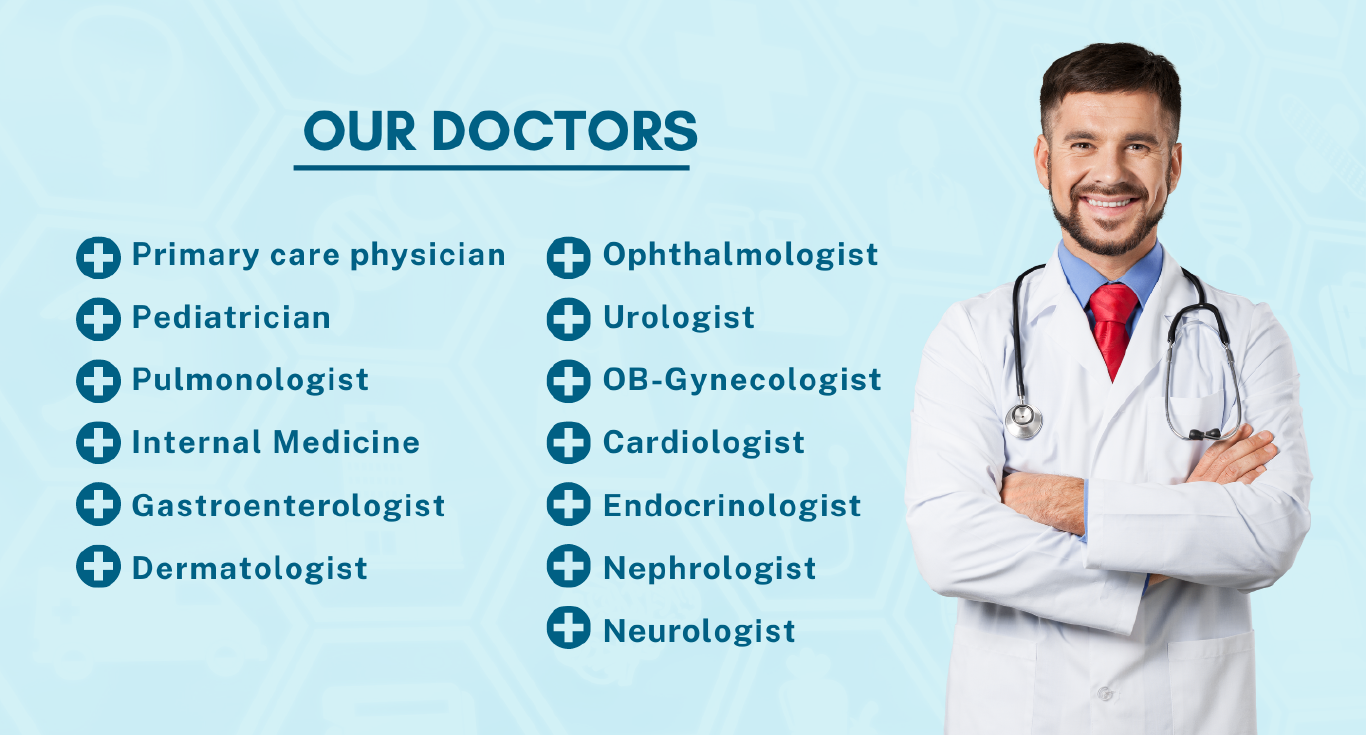 OUR DOCTORS
Primary care physician
Pediatrician
Pulmonologist
Internal Medicine
Gastroenterologist
Dermatologist
Ophthalmologist
Urologist
OB-Gynecologist
Cardiologist
Endocrinologist
Nephrologist
Neurologist